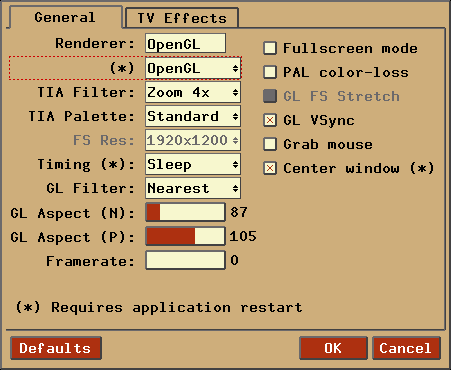 General TV Effects
Renderer: OpenGL
(*) OpenGL
TIA Filter: Zoom 4x
TIA Palette: Standard
FS Res: 1920x1200
Timing (*): Sleep
GL Filter: Nearest
GL Aspect (N): 87
GL Aspect (P): 105
Framerate: 0
Fullscreen mode
PAL color-loss
GL FS Stretch
GL VSync
Grab mouse
Center window (*)
(*) Requires application restart
Defaults OK Cancel